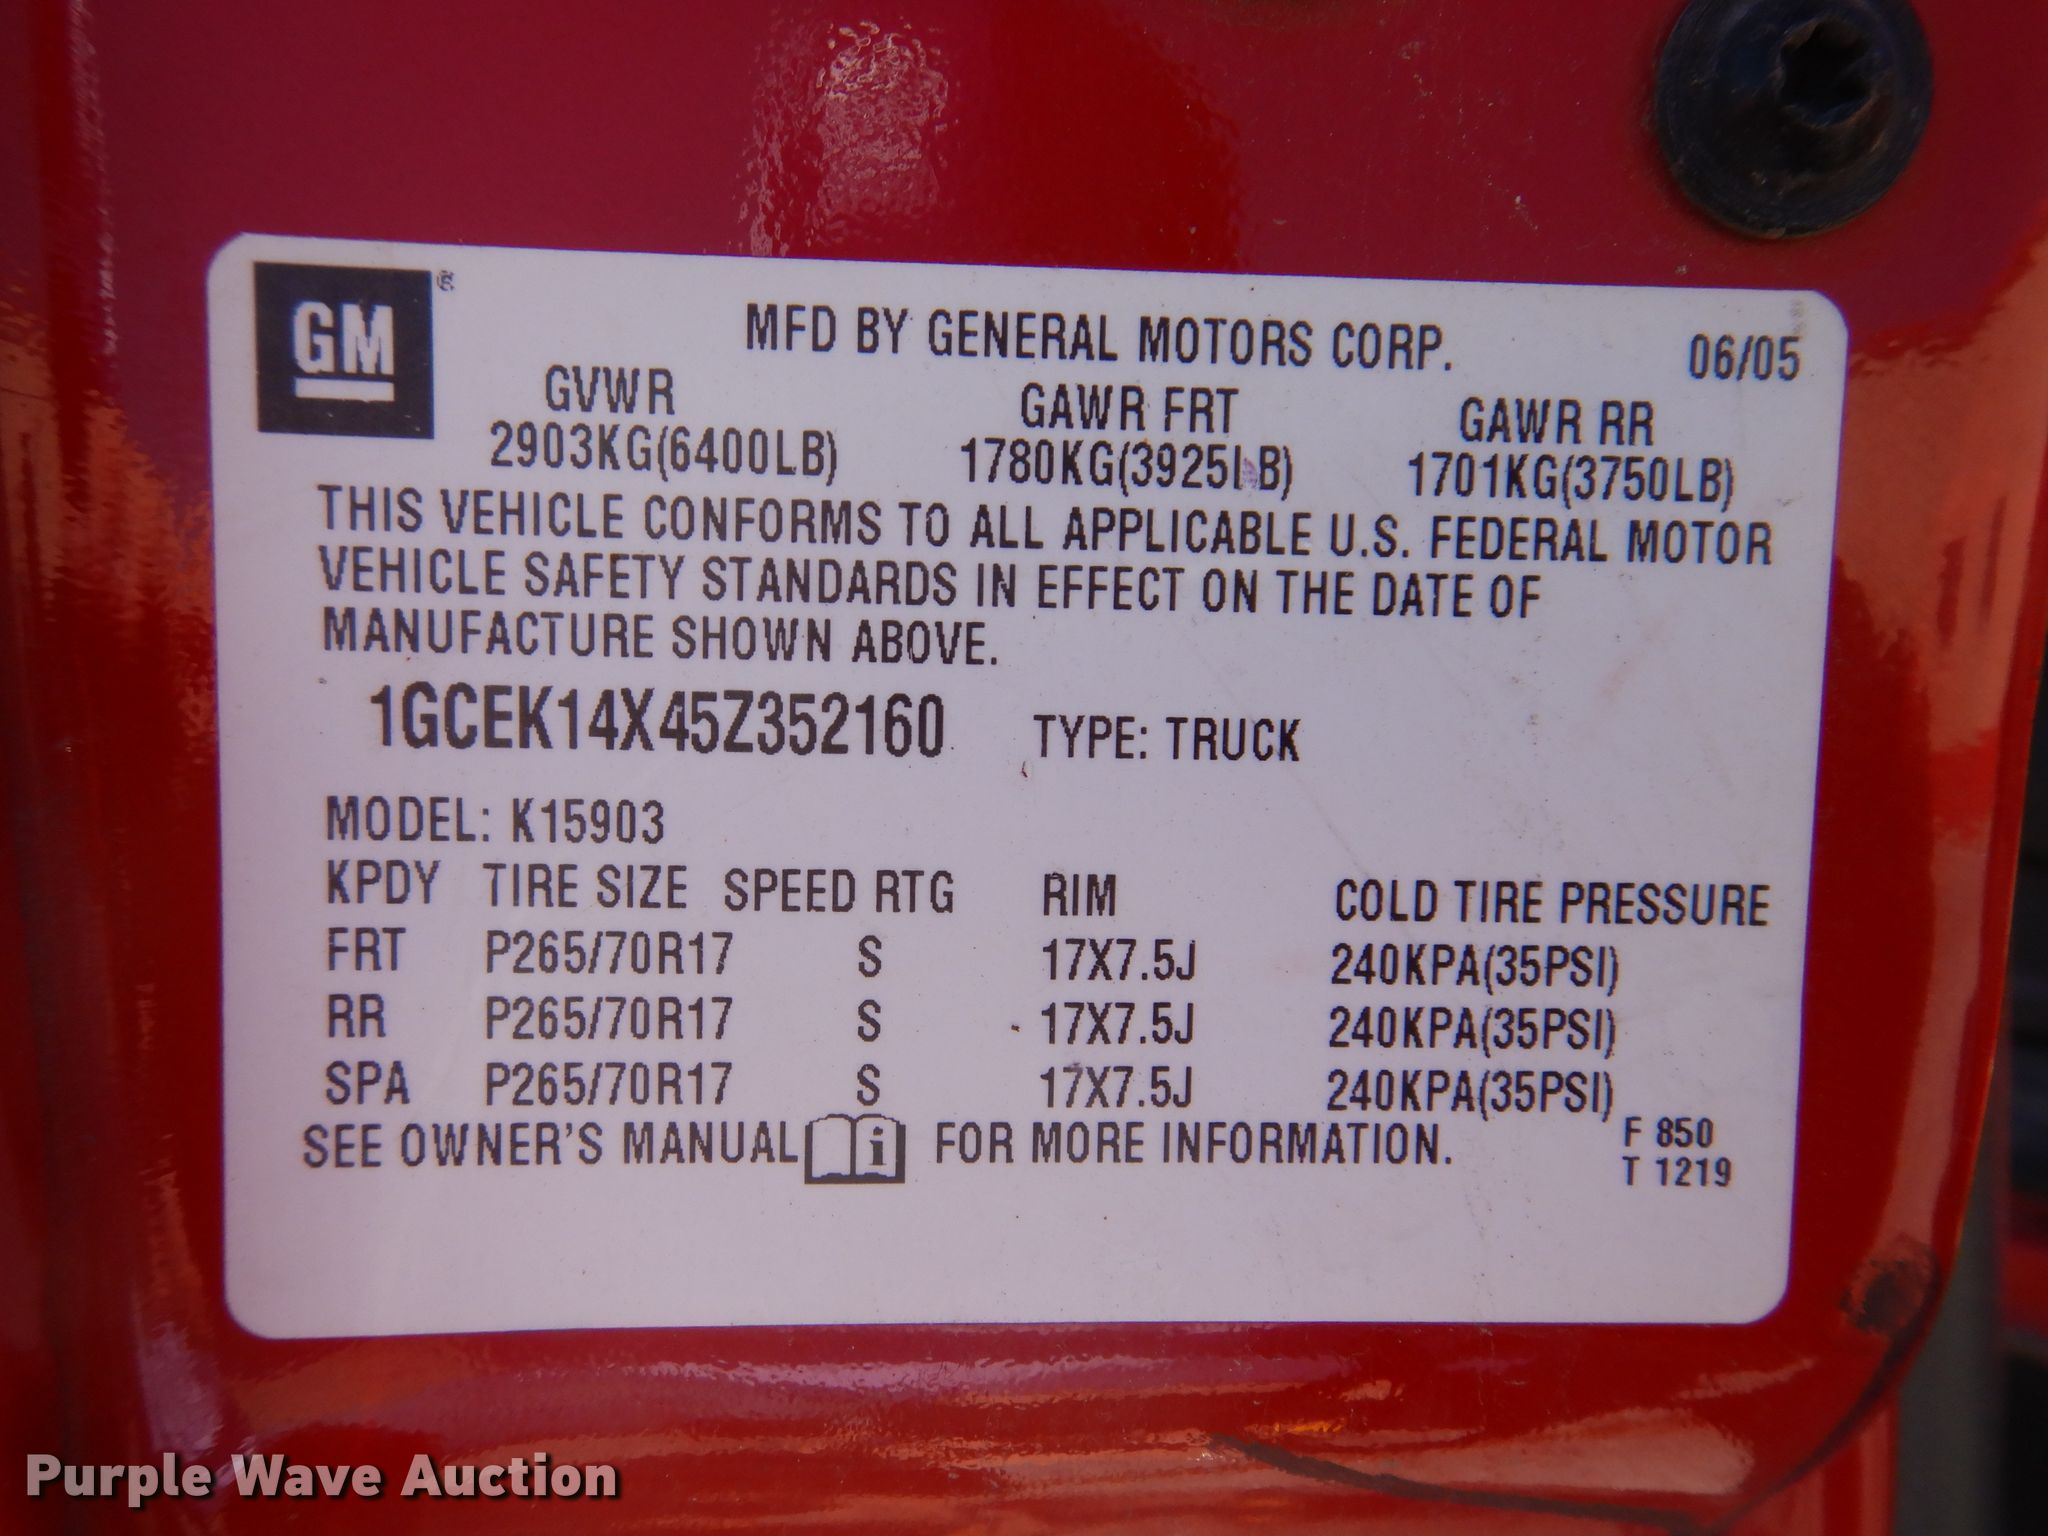 GM ®
MFD BY GENERAL MOTORS CORP. 06/05
GVWR GAWR FRT GAWR RR
2903KG(6400LB) 1780KG(3925LB) 1701KG(3750LB)
THIS VEHICLE CONFORMS TO ALL APPLICABLE U.S. FEDERAL MOTOR
VEHICLE SAFETY STANDARDS IN EFFECT ON THE DATE OF
MANUFACTURE SHOWN ABOVE.
1GCEK14X45Z352160 TYPE: TRUCK
MODEL: K15903
KPDY TIRE SIZE SPEED RTG RIM COLD TIRE PRESSURE
FRT P265/70R17 S 17X7.5J 240KPA(35PSI)
RR P265/70R17 S 17X7.5J 240KPA(35PSI)
SPA P265/70R17 S 17X7.5J 240KPA(35PSI)
SEE OWNER'S MANUAL i FOR MORE INFORMATION.
F 850
T 1219
Purple Wave Auction